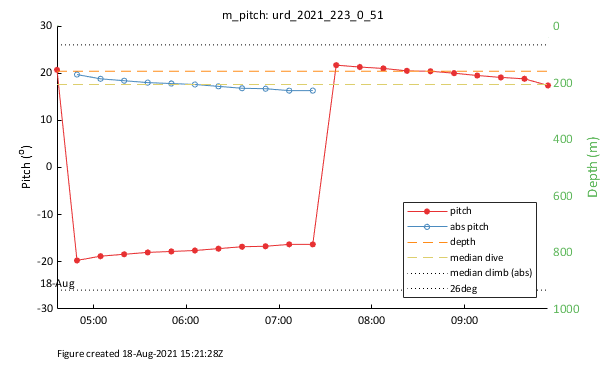 m_pitch: urd_2021_223_0_51
30
20
10
0
-10
-20
-30
Pitch (o)
0
200
400
600
800
1000
Depth (m)
18-Aug
05:00
06:00
07:00
08:00
09:00
pitch
abs pitch
depth
median dive
median climb (abs)
26deg
Figure created 18-Aug-2021 15:21:28Z